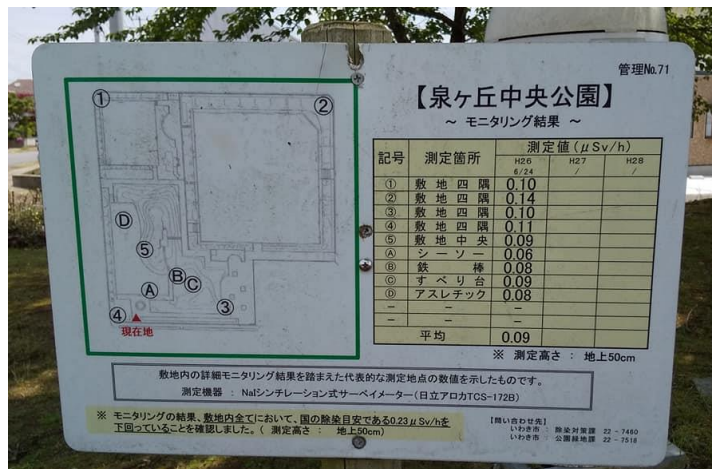 管理No.71
【泉ヶ丘中央公園】
～ モニタリング結果 ～
記号 測定箇所 測定値(μSv/h)
H26 H27 H28
6/24 / /
① 敷地四隅 0.10
② 敷地四隅 0.14
③ 敷地四隅 0.10
④ 敷地四隅 0.11
⑤ 敷地中央 0.09
Ⓐ シーソー 0.06
Ⓑ 鉄棒 0.08
Ⓒ すべり台 0.09
Ⓓ アスレチック 0.08
－ － －
－ － －
平均 0.09
※ 測定高さ : 地上50cm
①
②
Ⓓ
⑤
Ⓑ
Ⓒ
Ⓐ
③
④
現在地
敷地内の詳細モニタリング結果を踏まえた代表的な測定地点の数値を示したものです。
測定機器 : NaIシンチレーション式サーベイメーター(日立アロカTCS-172B)
※ モニタリングの結果、敷地内全てにおいて、国の除染目安である0.23μSv/hを
下回っていることを確認しました。( 測定高さ : 地上50cm)
【問い合わせ先】
いわき市 : 除染対策課 22-7460
いわき市 : 公園緑地課 22-7518